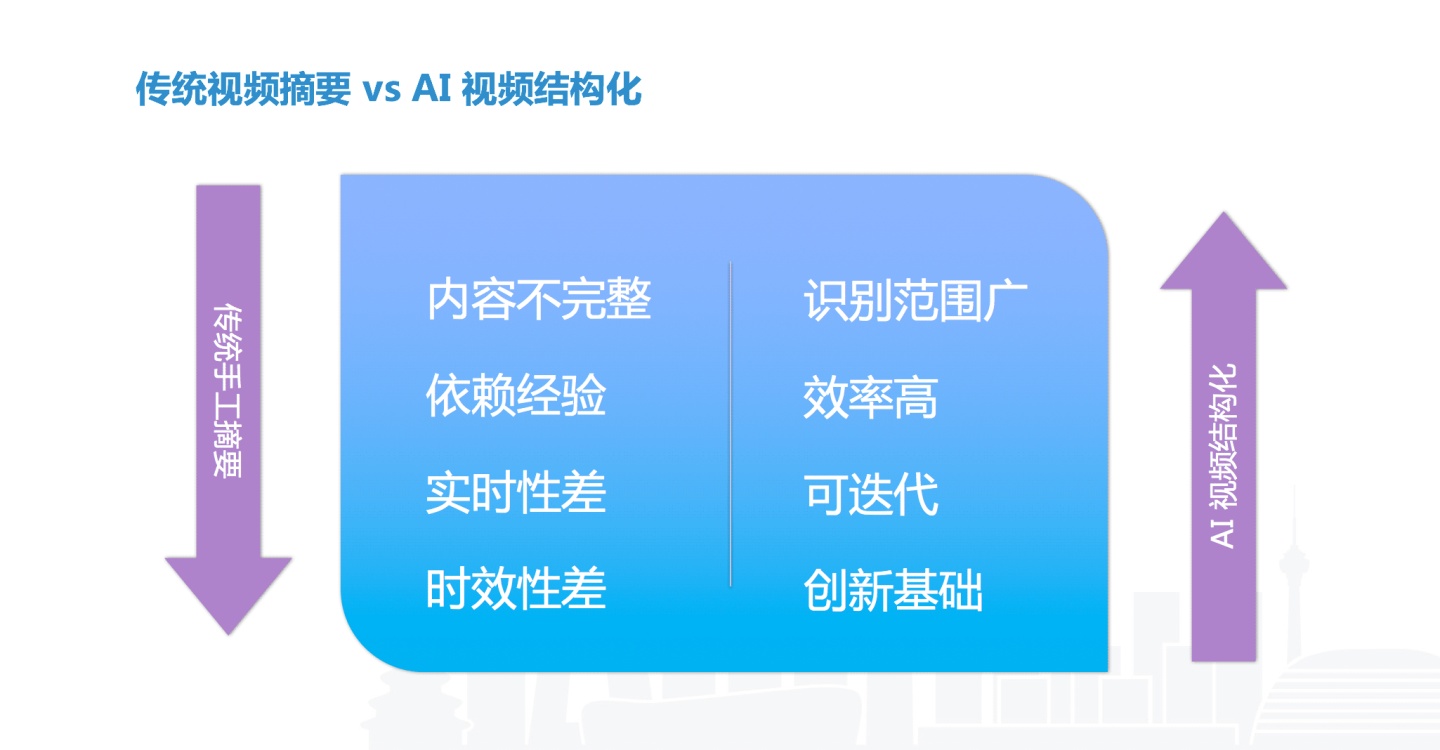 传统视频摘要 vs AI 视频结构化
传统手工摘要
内容不完整
依赖经验
实时性差
时效性差
识别范围广
效率高
可迭代
创新基础
AI 视频结构化